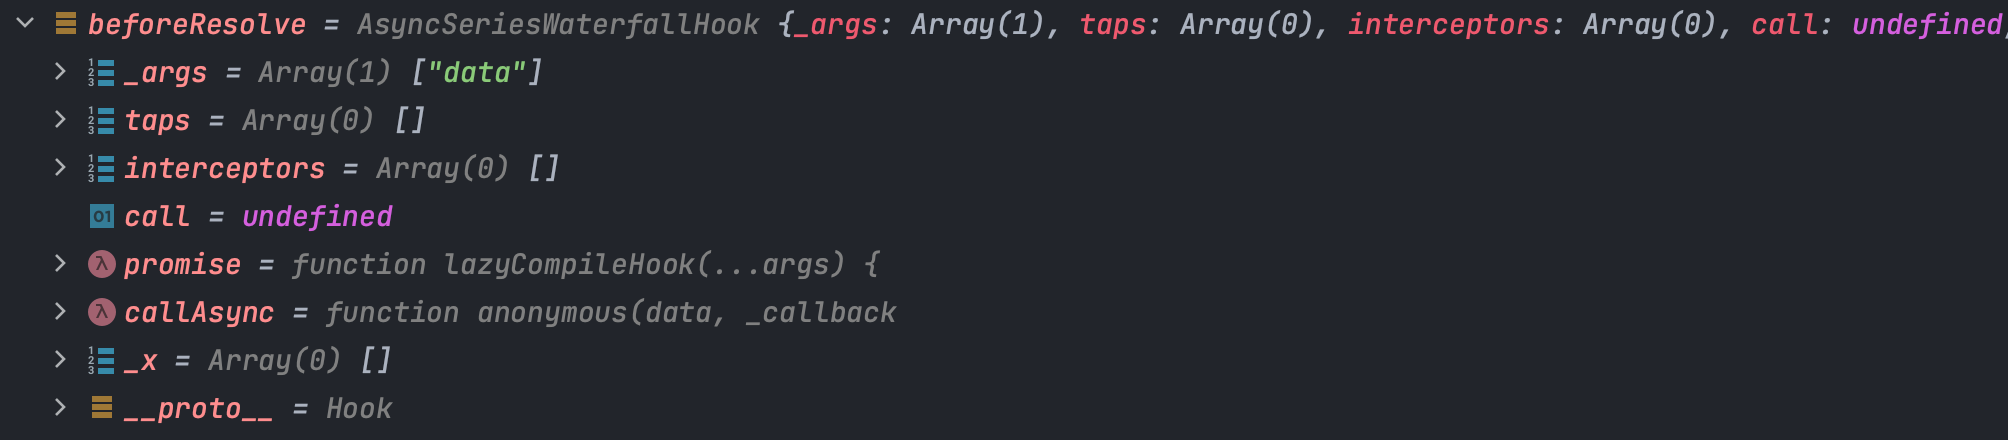 beforeResolve = AsyncSeriesWaterfallHook {_args: Array(1), taps: Array(0), interceptors: Array(0), call: undefined,
_args = Array(1) ["data"]
taps = Array(0) []
interceptors = Array(0) []
call = undefined
promise = function lazyCompileHook(...args) {
callAsync = function anonymous(data, _callback
_x = Array(0) []
__proto__ = Hook